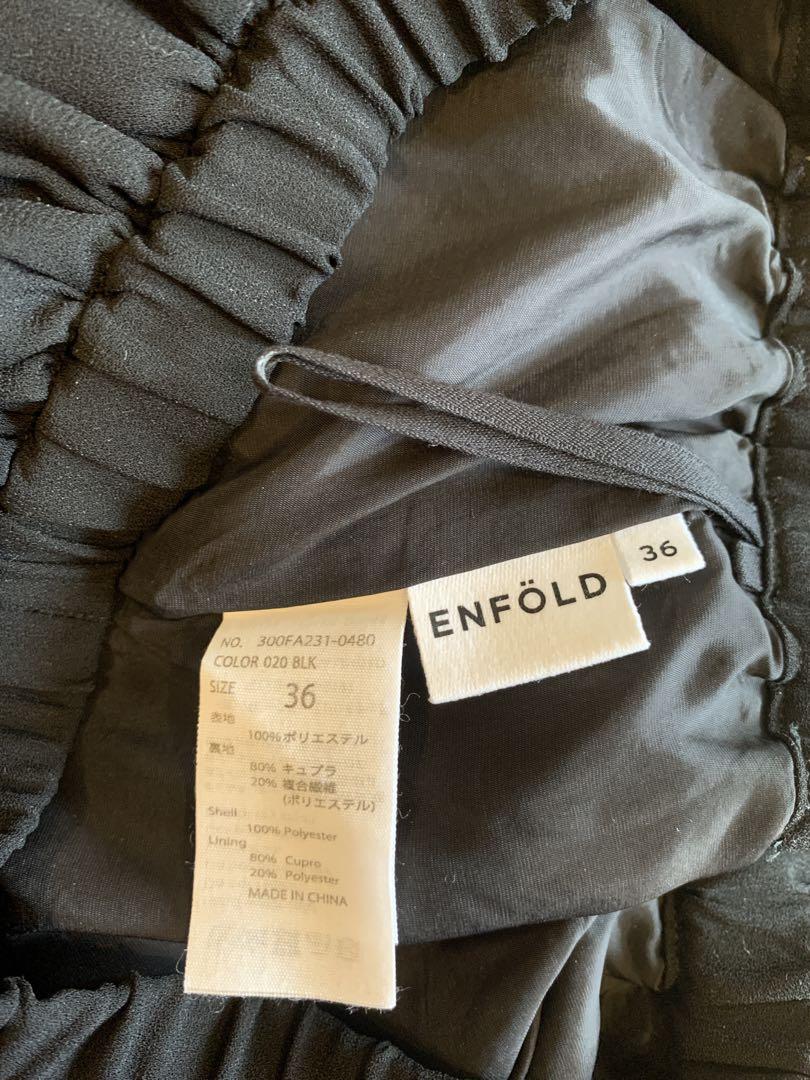 36
ENFÖLD
NO. 300FA231-0480
COLOR 020 BLK
SIZE 36
表地
100%ポリエステル
裏地
80% キュプラ
20% 複合繊維
(ポリエステル)
Shell
100% Polyester
Lining
80% Cupro
20% Polyester
MADE IN CHINA